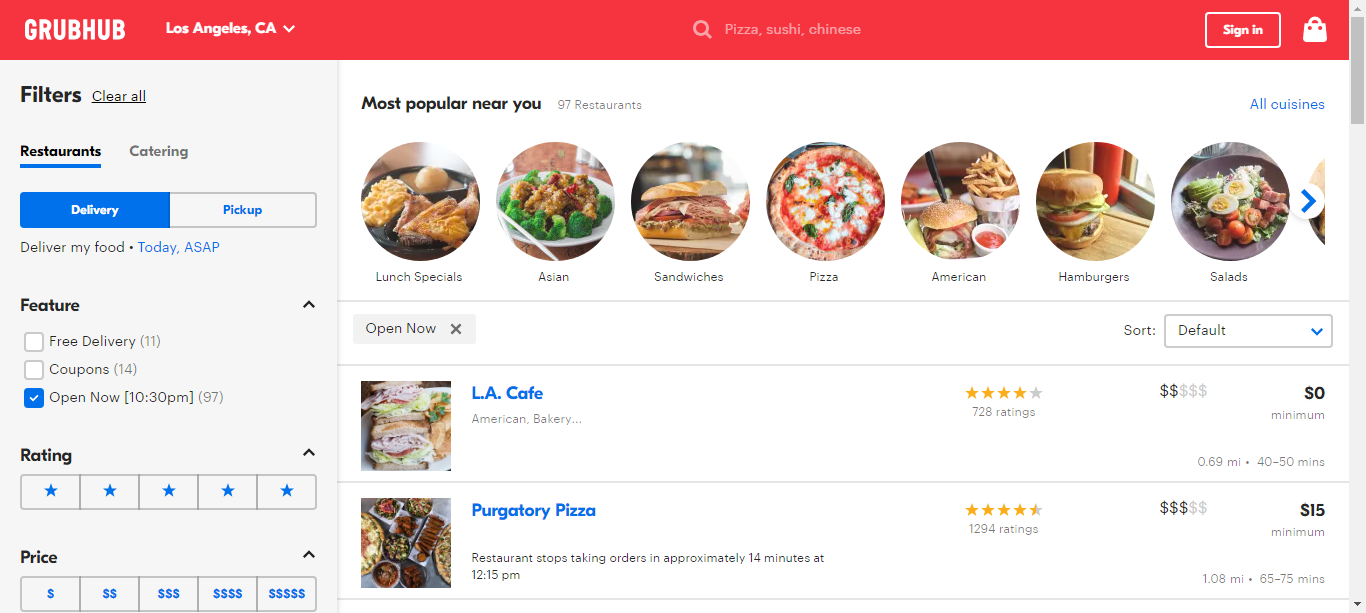 GRUBHUB
Los Angeles, CA
Pizza, sushi, chinese
Sign in
Filters
Clear all
Restaurants
Catering
Delivery
Pickup
Deliver my food • Today, ASAP
Feature
Free Delivery (11)
Coupons (14)
Open Now [10:30pm] (97)
Rating
Price
$
$$
$$$
$$$$
$$$$$
Most popular near you
97 Restaurants
All cuisines
Lunch Specials
Asian
Sandwiches
Pizza
American
Hamburgers
Salads
Open Now
Sort:
Default
L.A. Cafe
American, Bakery...
728 ratings
$$$$$
$0
minimum
0.69 mi • 40–50 mins
Purgatory Pizza
Restaurant stops taking orders in approximately 14 minutes at
12:15 pm
1294 ratings
$$$$$
$15
minimum
1.08 mi • 65–75 mins